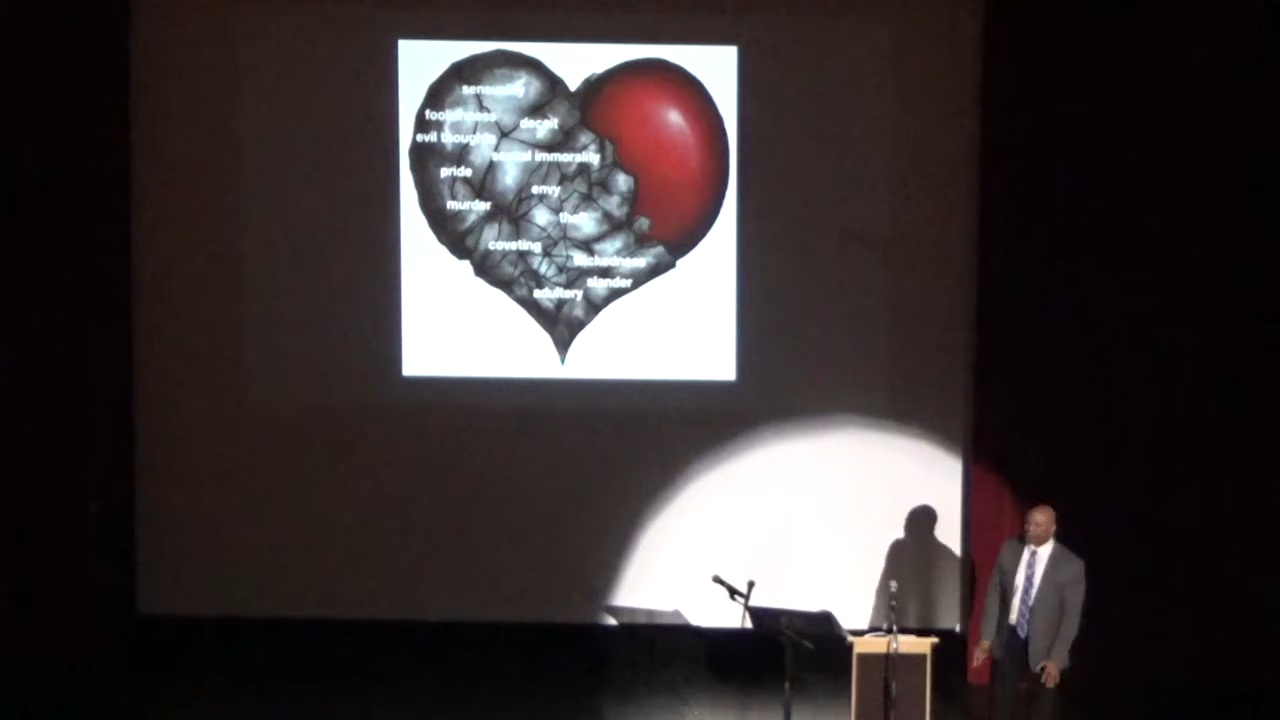 sensuality
foolishness
deceit
evil thoughts
sexual immorality
pride
envy
murder
theft
coveting
wickedness
slander
adultery